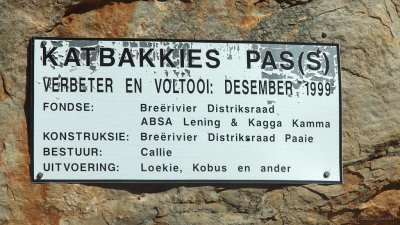 KATBAKKIES PAS(S)
VERBETER EN VOLTOOI: DESEMBER 1999
FONDSE: Breërivier Distriksraad
ABSA Lening & Kagga Kamma
KONSTRUKSIE: Breërivier Distriksraad Paaie
BESTUUR: Callie
UITVOERING: Loekie, Kobus en ander